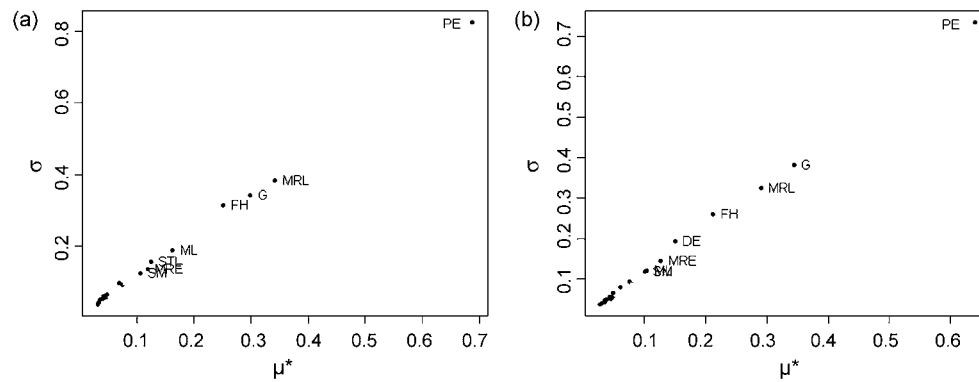 (a)
PE
MRL
G
FH
ML
STL
MRE
SM
σ
0.8
0.6
0.4
0.2
0.1 0.2 0.3 0.4 0.5 0.6 0.7
μ*
(b)
PE
G
MRL
FH
DE
MRE
σ
0.7
0.6
0.5
0.4
0.3
0.2
0.1
0.1 0.2 0.3 0.4 0.5 0.6
μ*